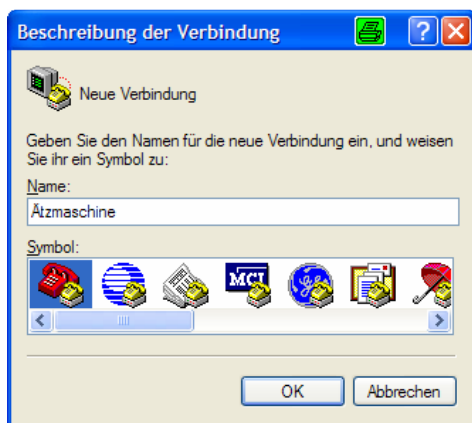 Beschreibung der Verbindung
Neue Verbindung
Geben Sie den Namen für die neue Verbindung ein, und weisen
Sie ihr ein Symbol zu:
Name:
Ätzmaschine
Symbol:
MCI
OK Abbrechen